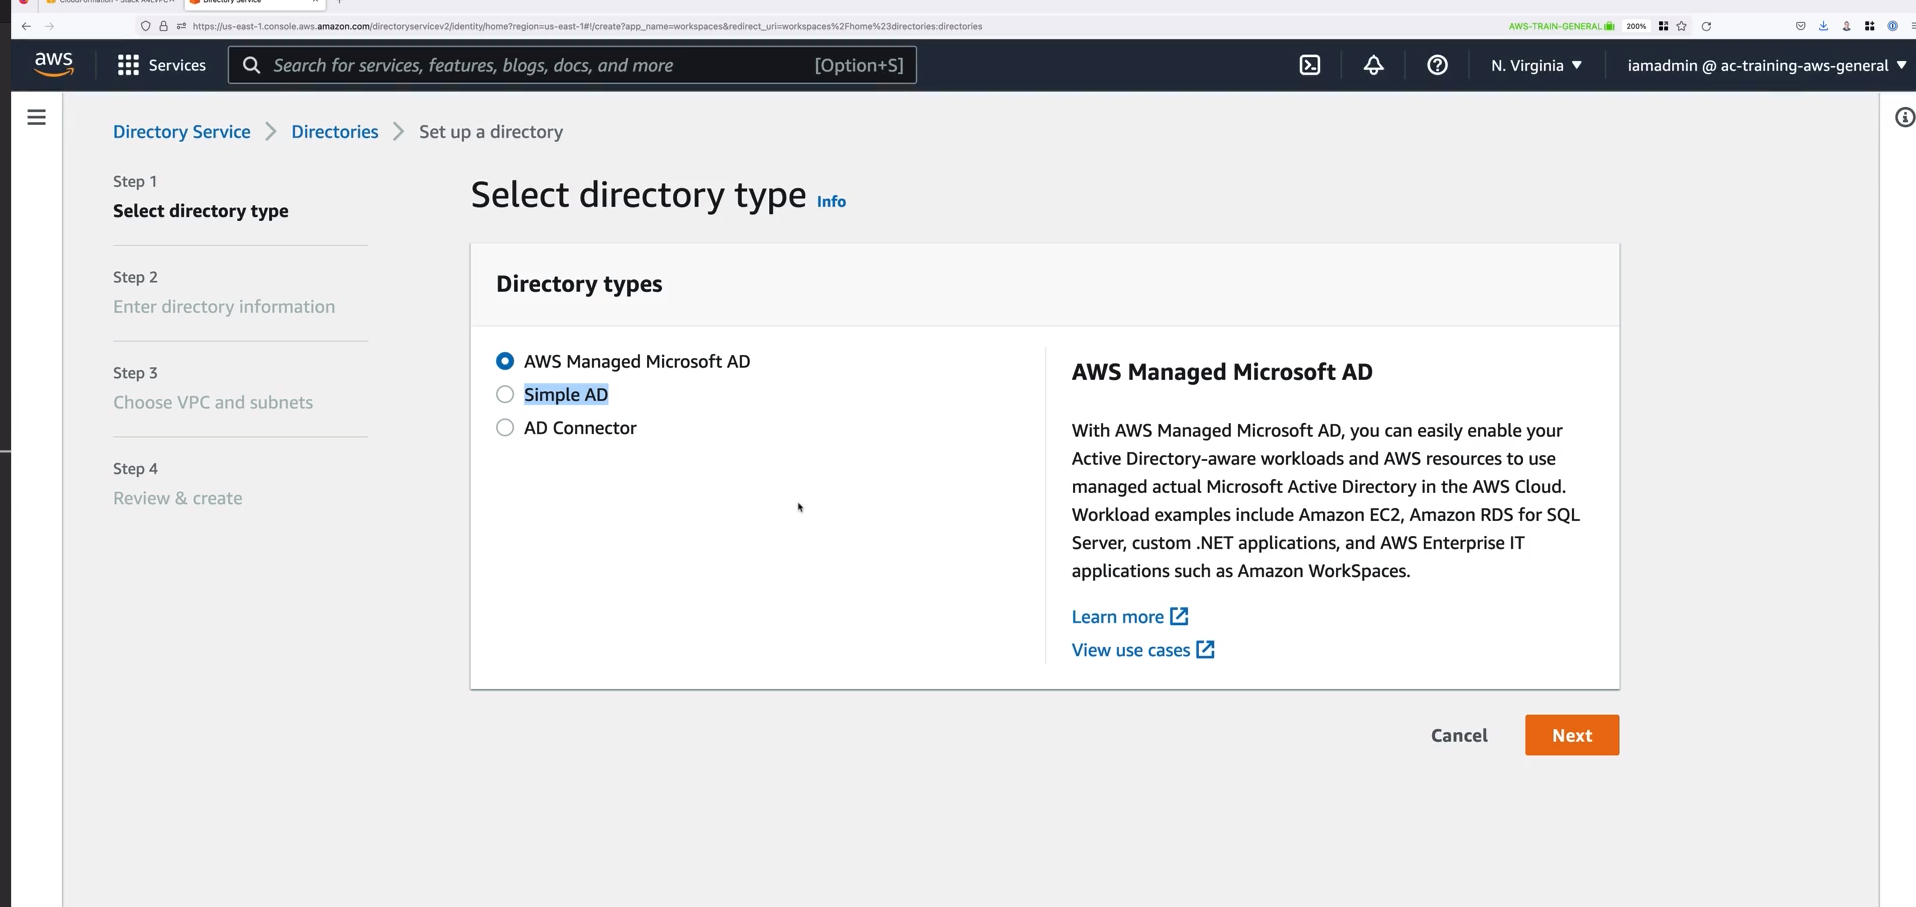 CloudFormation - Stack A4LVPC
Directory Service
https://us-east-1.console.aws.amazon.com/directoryservicev2/identity/home?region=us-east-1#!/create?app_name=workspaces&redirect_uri=workspaces%2Fhome%23directories:directories
AWS-TRAIN-GENERAL
200%
aws
Services
Search for services, features, blogs, docs, and more
[Option+S]
N. Virginia
iamadmin @ ac-training-aws-general
Directory Service
Directories
Set up a directory
Step 1
Select directory type
Step 2
Enter directory information
Step 3
Choose VPC and subnets
Step 4
Review & create
Select directory type Info
Directory types
AWS Managed Microsoft AD
Simple AD
AD Connector
AWS Managed Microsoft AD
With AWS Managed Microsoft AD, you can easily enable your
Active Directory-aware workloads and AWS resources to use
managed actual Microsoft Active Directory in the AWS Cloud.
Workload examples include Amazon EC2, Amazon RDS for SQL
Server, custom .NET applications, and AWS Enterprise IT
applications such as Amazon WorkSpaces.
Learn more
View use cases
Cancel
Next